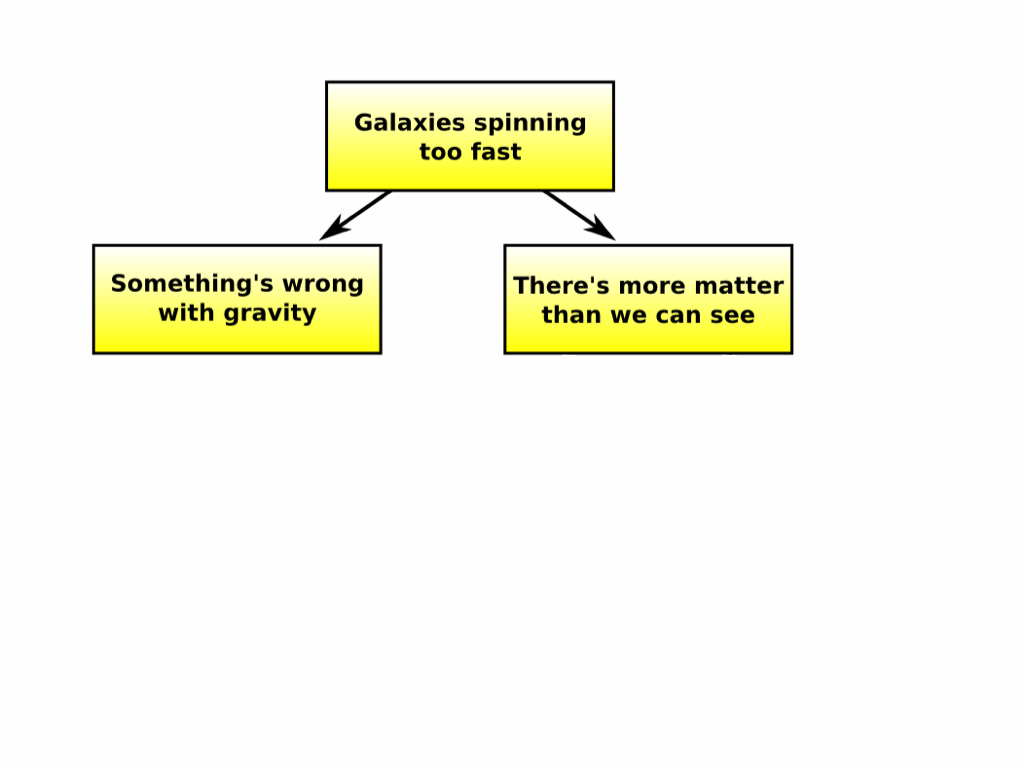 Galaxies spinning
too fast
Something's wrong
with gravity
There's more matter
than we can see